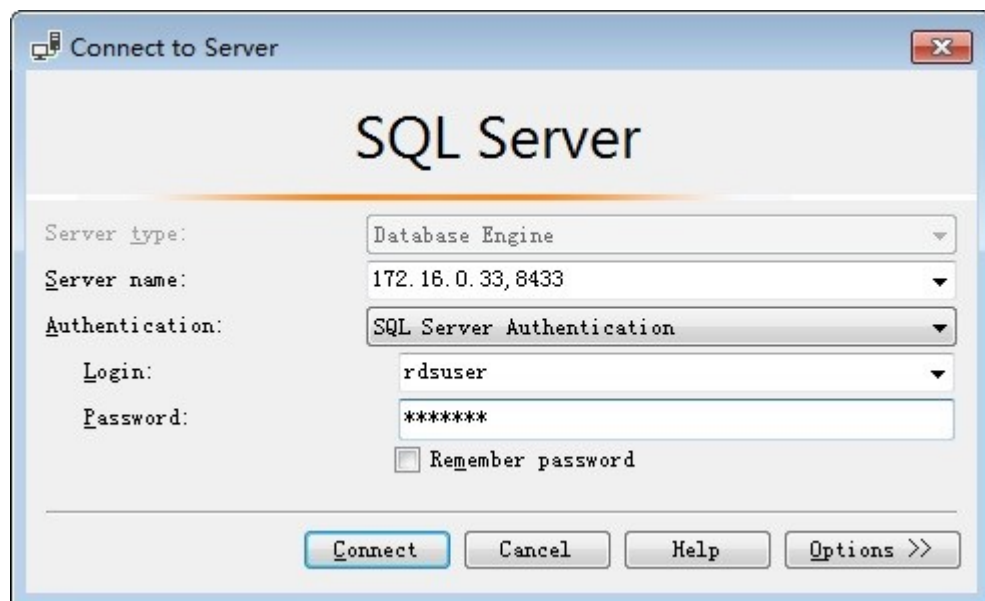 Connect to Server
SQL Server
Server type: Database Engine
Server name: 172.16.0.33,8433
Authentication: SQL Server Authentication
Login: rdsuser
Password: *******
Remember password
Connect Cancel Help Options >>